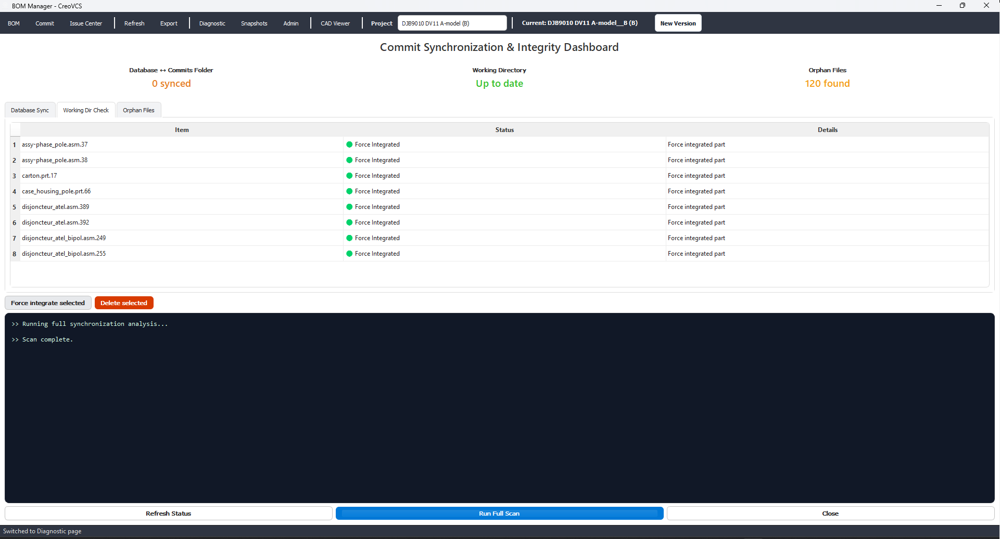 BOM Manager - CreoVCS
BOM Commit Issue Center Refresh Export Diagnostic Snapshots Admin CAD Viewer Project DJB9010 DV11 A-model (B) Current: DJB9010 DV11 A-model__B (B) New Version
Commit Synchronization & Integrity Dashboard
Database ↔ Commits Folder Working Directory Orphan Files
0 synced Up to date 120 found
Database Sync Working Dir Check Orphan Files
Item Status Details
1 assy-phase_pole.asm.37 Force Integrated Force integrated part
2 assy-phase_pole.asm.38 Force Integrated Force integrated part
3 carton.prt.17 Force Integrated Force integrated part
4 case_housing_pole.prt.66 Force Integrated Force integrated part
5 disjoncteur_atel.asm.389 Force Integrated Force integrated part
6 disjoncteur_atel.asm.392 Force Integrated Force integrated part
7 disjoncteur_atel_bipol.asm.249 Force Integrated Force integrated part
8 disjoncteur_atel_bipol.asm.255 Force Integrated Force integrated part
Force integrate selected Delete selected
>> Running full synchronization analysis...
>> Scan complete.
Refresh Status Run Full Scan Close
Switched to Diagnostic page